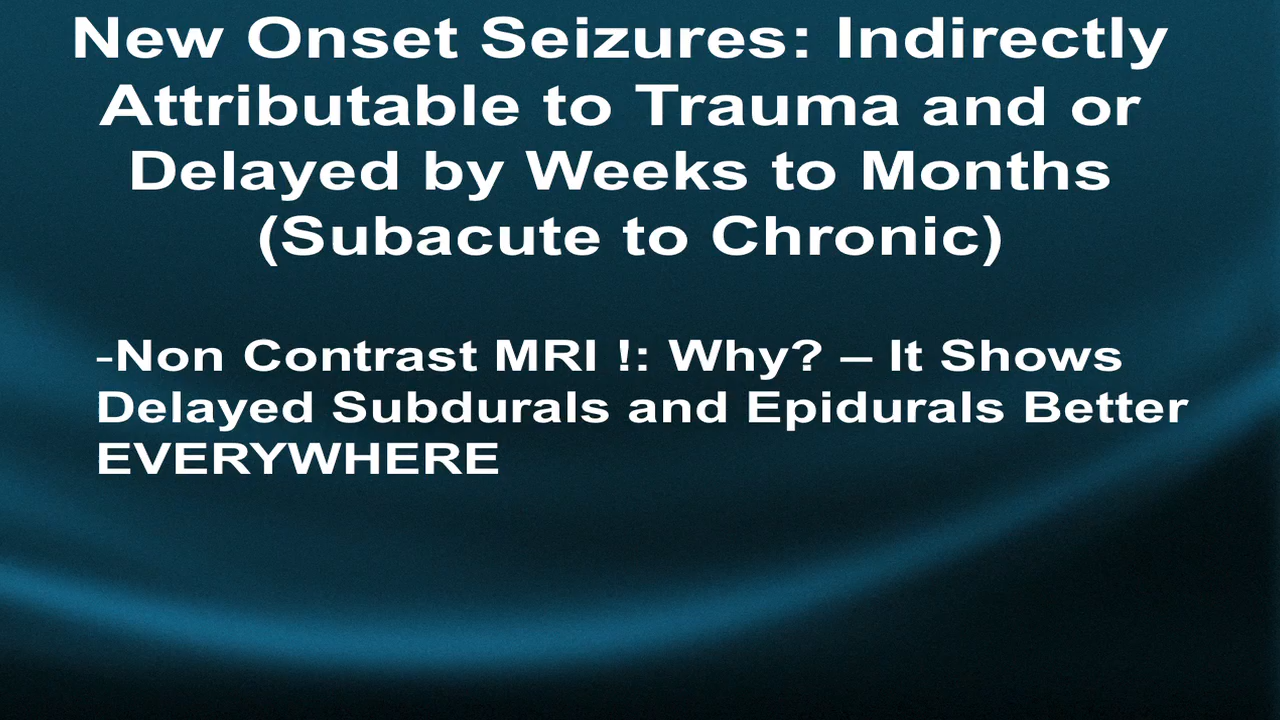 New Onset Seizures: Indirectly
Attributable to Trauma and or
Delayed by Weeks to Months
(Subacute to Chronic)
-Non Contrast MRI !: Why? – It Shows
Delayed Subdurals and Epidurals Better
EVERYWHERE